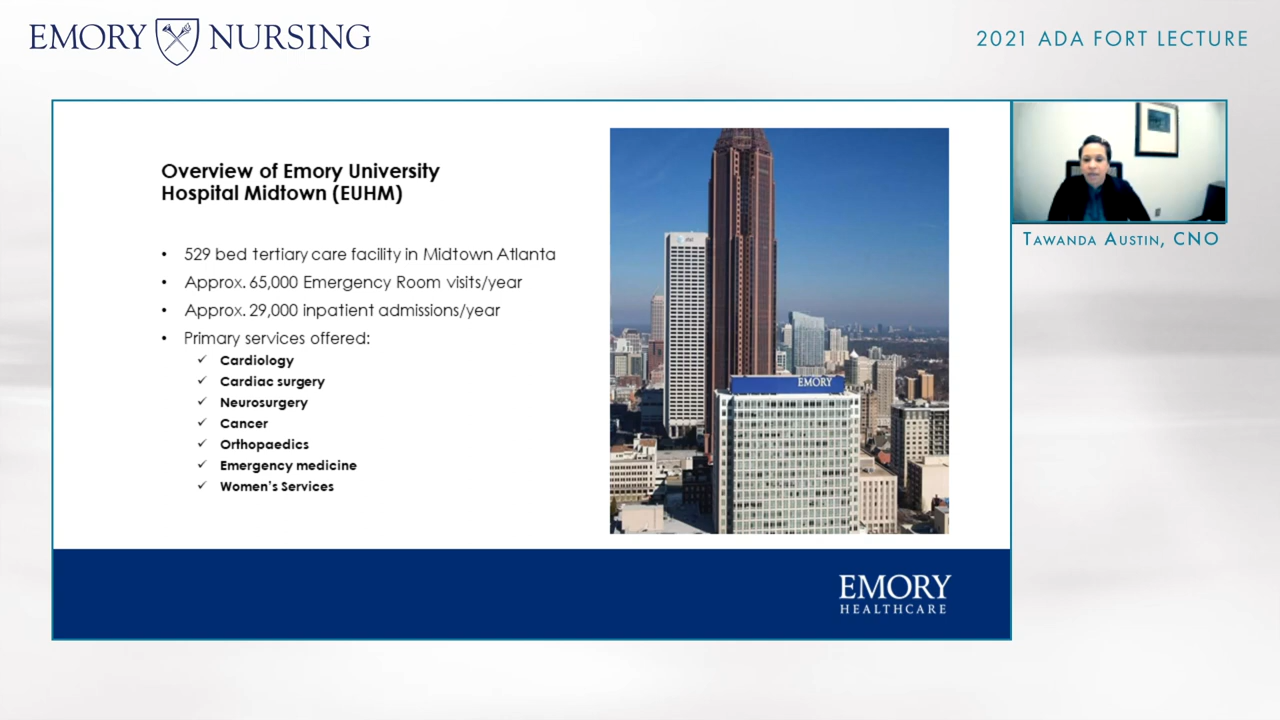 EMORY NURSING
2021 ADA FORT LECTURE
Overview of Emory University
Hospital Midtown (EUHM)
• 529 bed tertiary care facility in Midtown Atlanta
• Approx. 65,000 Emergency Room visits/year
• Approx. 29,000 inpatient admissions/year
• Primary services offered:
✓ Cardiology
✓ Cardiac surgery
✓ Neurosurgery
✓ Cancer
✓ Orthopaedics
✓ Emergency medicine
✓ Women's Services
EMORY
TAWANDA AUSTIN, CNO
EMORY
HEALTHCARE